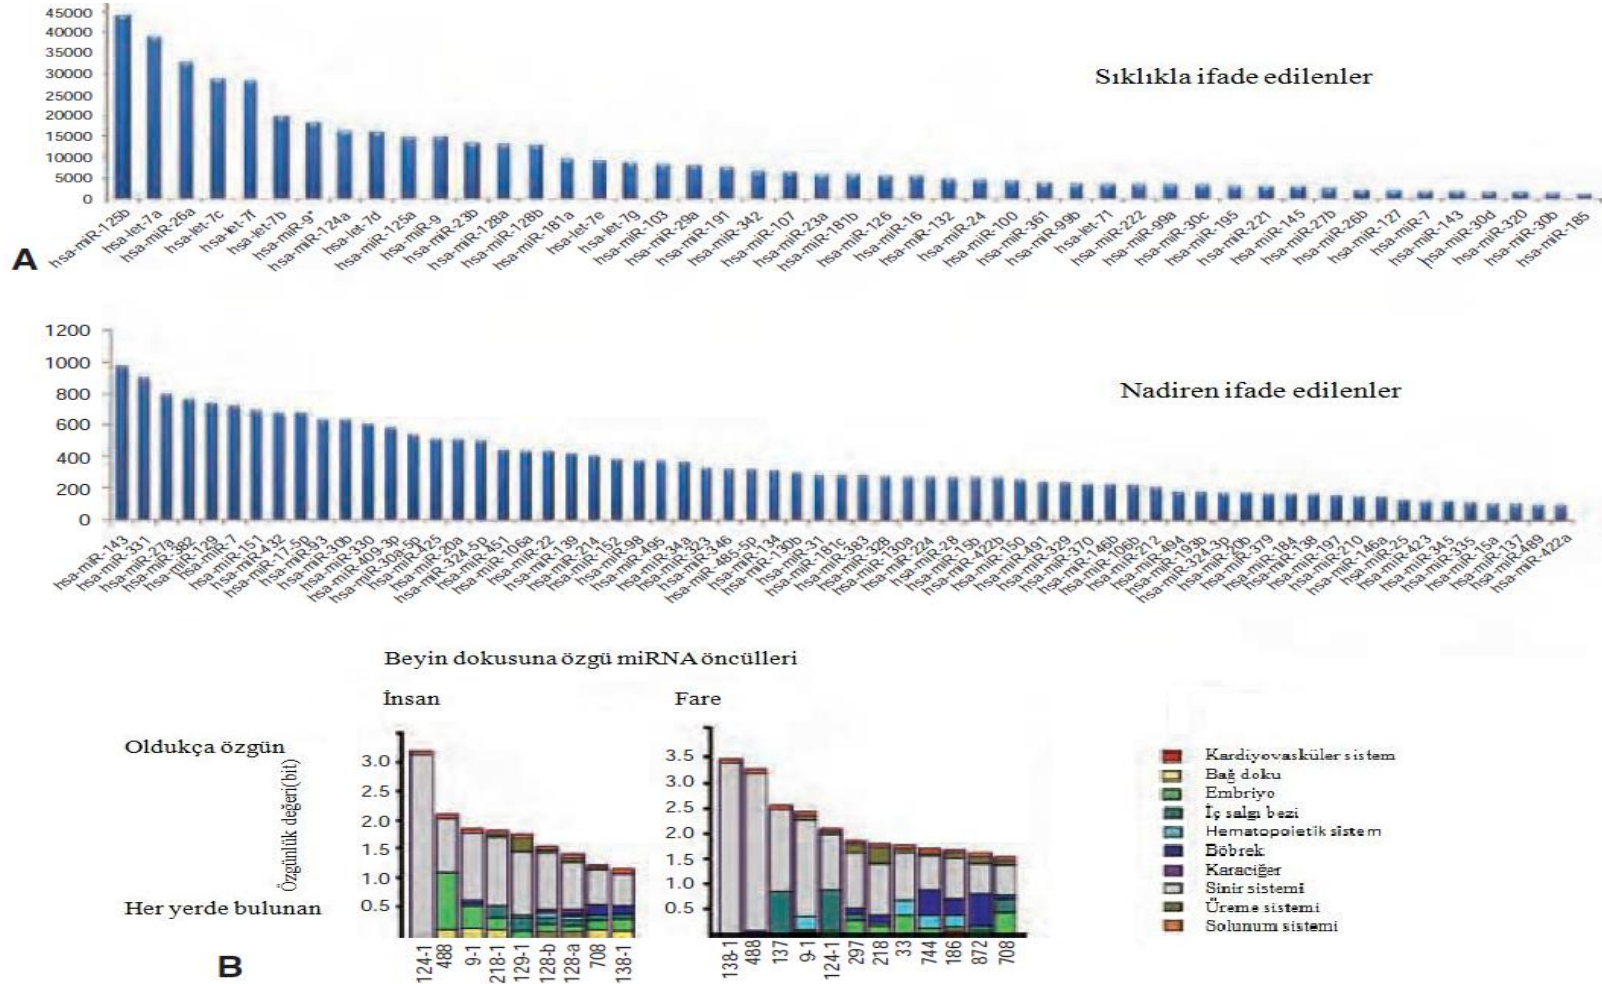 45000
40000
35000
30000
25000
20000
15000
10000
5000
0
Sıklıkla ifade edilenler
hsa-miR-125b
hsa-let-7a
hsa-miR-26a
hsa-let-7c
hsa-let-7f
hsa-let-7b
hsa-miR-9*
hsa-miR-124a
hsa-let-7d
hsa-miR-125a
hsa-miR-9
hsa-miR-23b
hsa-miR-128a
hsa-miR-128b
hsa-miR-181a
hsa-let-7e
hsa-let-7g
hsa-miR-103
hsa-miR-29a
hsa-miR-191
hsa-miR-342
hsa-miR-107
hsa-miR-23a
hsa-miR-181b
hsa-miR-126
hsa-miR-16
hsa-miR-132
hsa-miR-24
hsa-miR-100
hsa-miR-361
hsa-miR-99b
hsa-let-71
hsa-miR-222
hsa-miR-99a
hsa-miR-30c
hsa-miR-195
hsa-miR-221
hsa-miR-145
hsa-miR-27b
hsa-miR-26b
hsa-miR-127
hsa-miR-7
hsa-miR-143
hsa-miR-30d
hsa-miR-320
hsa-miR-30b
hsa-miR-185
A
1200
1000
800
600
400
200
0
Nadiren ifade edilenler
hsa-miR-143
hsa-miR-331
hsa-miR-27a
hsa-miR-382
hsa-miR-129
hsa-miR-7
hsa-miR-151
hsa-miR-432
hsa-miR-17-5p
hsa-miR-93
hsa-miR-30b
hsa-miR-330
hsa-miR-409-3p
hsa-miR-30a-5p
hsa-miR-425
hsa-miR-20a
hsa-miR-324-5p
hsa-miR-451
hsa-miR-106a
hsa-miR-22
hsa-miR-139
hsa-miR-214
hsa-miR-152
hsa-miR-98
hsa-miR-495
hsa-miR-34a
hsa-miR-323
hsa-miR-346
hsa-miR-485-5p
hsa-miR-134
hsa-miR-130b
hsa-miR-31
hsa-miR-383
hsa-miR-328
hsa-miR-130a
hsa-miR-224
hsa-miR-28
hsa-miR-15b
hsa-miR-422b
hsa-miR-150
hsa-miR-491
hsa-miR-329
hsa-miR-370
hsa-miR-146b
hsa-miR-106b
hsa-miR-212
hsa-miR-494
hsa-miR-193b
hsa-miR-324-3p
hsa-miR-20b
hsa-miR-379
hsa-miR-184
hsa-miR-138
hsa-miR-197
hsa-miR-210
hsa-miR-146a
hsa-miR-25
hsa-miR-423
hsa-miR-345
hsa-miR-335
hsa-miR-15a
hsa-miR-137
hsa-miR-489
hsa-miR-422a
Beyin dokusuna özgü miRNA öncülleri
İnsan
Fare
Oldukça özgün
Özgünlük değeri(bit)
Her yerde bulunan
3.0
2.5
2.0
1.5
1.0
0.5
124-1
488
9-1
218-1
129-1
128-b
128-a
708
138-1
3.5
3.0
2.5
2.0
1.5
1.0
0.5
138-1
488
137
9-1
124-1
297
218
33
744
186
872
708
Kardiyovasküler sistem
Bağ doku
Embriyo
İç salgı bezi
Hematopoietik sistem
Böbrek
Karaciğer
Sinir sistemi
Üreme sistemi
Solunum sistemi
B